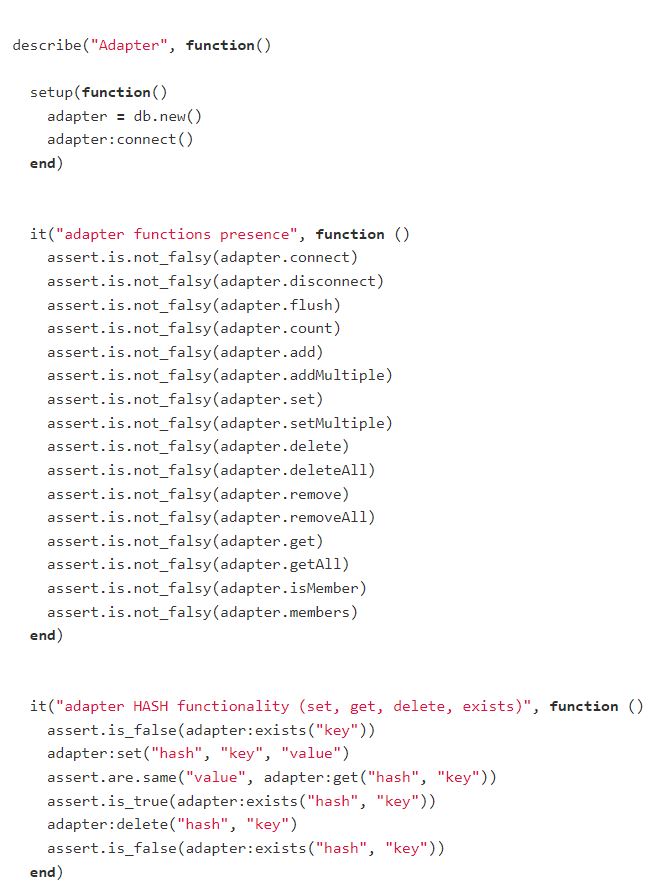 describe("Adapter", function()
setup(function()
adapter = db.new()
adapter:connect()
end)
it("adapter functions presence", function ()
assert.is.not_falsy(adapter.connect)
assert.is.not_falsy(adapter.disconnect)
assert.is.not_falsy(adapter.flush)
assert.is.not_falsy(adapter.count)
assert.is.not_falsy(adapter.add)
assert.is.not_falsy(adapter.addMultiple)
assert.is.not_falsy(adapter.set)
assert.is.not_falsy(adapter.setMultiple)
assert.is.not_falsy(adapter.delete)
assert.is.not_falsy(adapter.deleteAll)
assert.is.not_falsy(adapter.remove)
assert.is.not_falsy(adapter.removeAll)
assert.is.not_falsy(adapter.get)
assert.is.not_falsy(adapter.getAll)
assert.is.not_falsy(adapter.isMember)
assert.is.not_falsy(adapter.members)
end)
it("adapter HASH functionality (set, get, delete, exists)", function ()
assert.is_false(adapter:exists("key"))
adapter:set("hash", "key", "value")
assert.are.same("value", adapter:get("hash", "key"))
assert.is_true(adapter:exists("hash", "key"))
adapter:delete("hash", "key")
assert.is_false(adapter:exists("hash", "key"))
end)